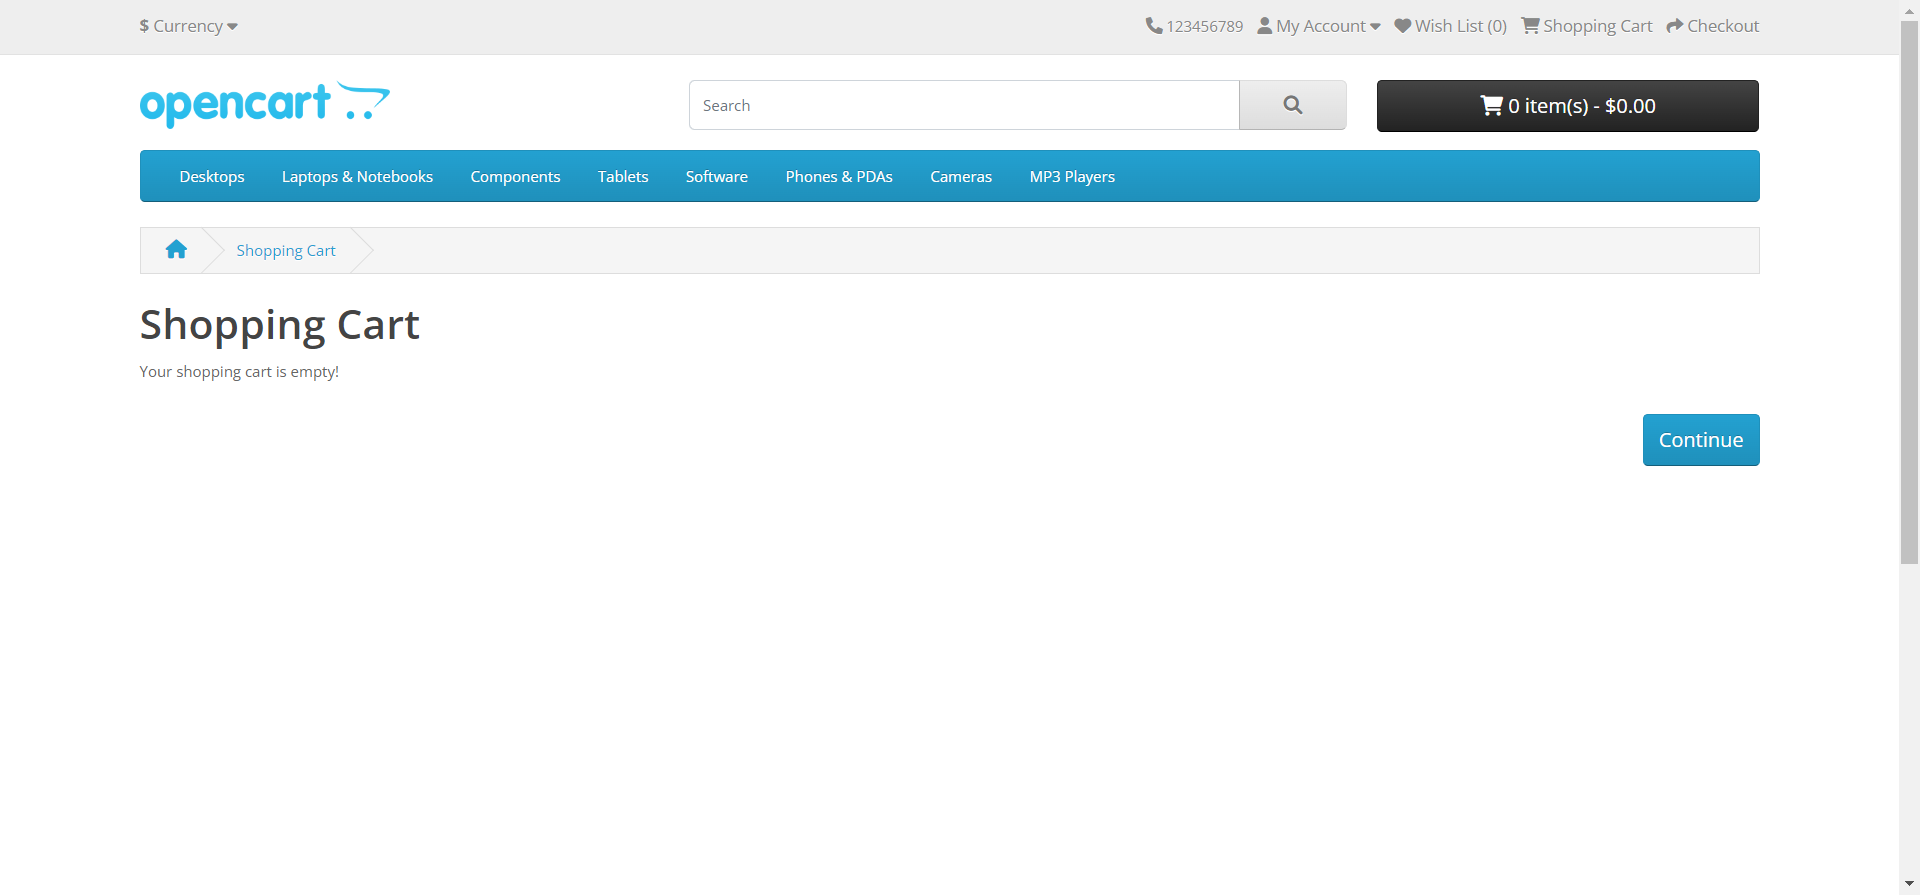 $ Currency
123456789 My Account Wish List (0) Shopping Cart Checkout
opencart
Search
0 item(s) - $0.00
Desktops Laptops & Notebooks Components Tablets Software Phones & PDAs Cameras MP3 Players
Shopping Cart
Shopping Cart
Your shopping cart is empty!
Continue